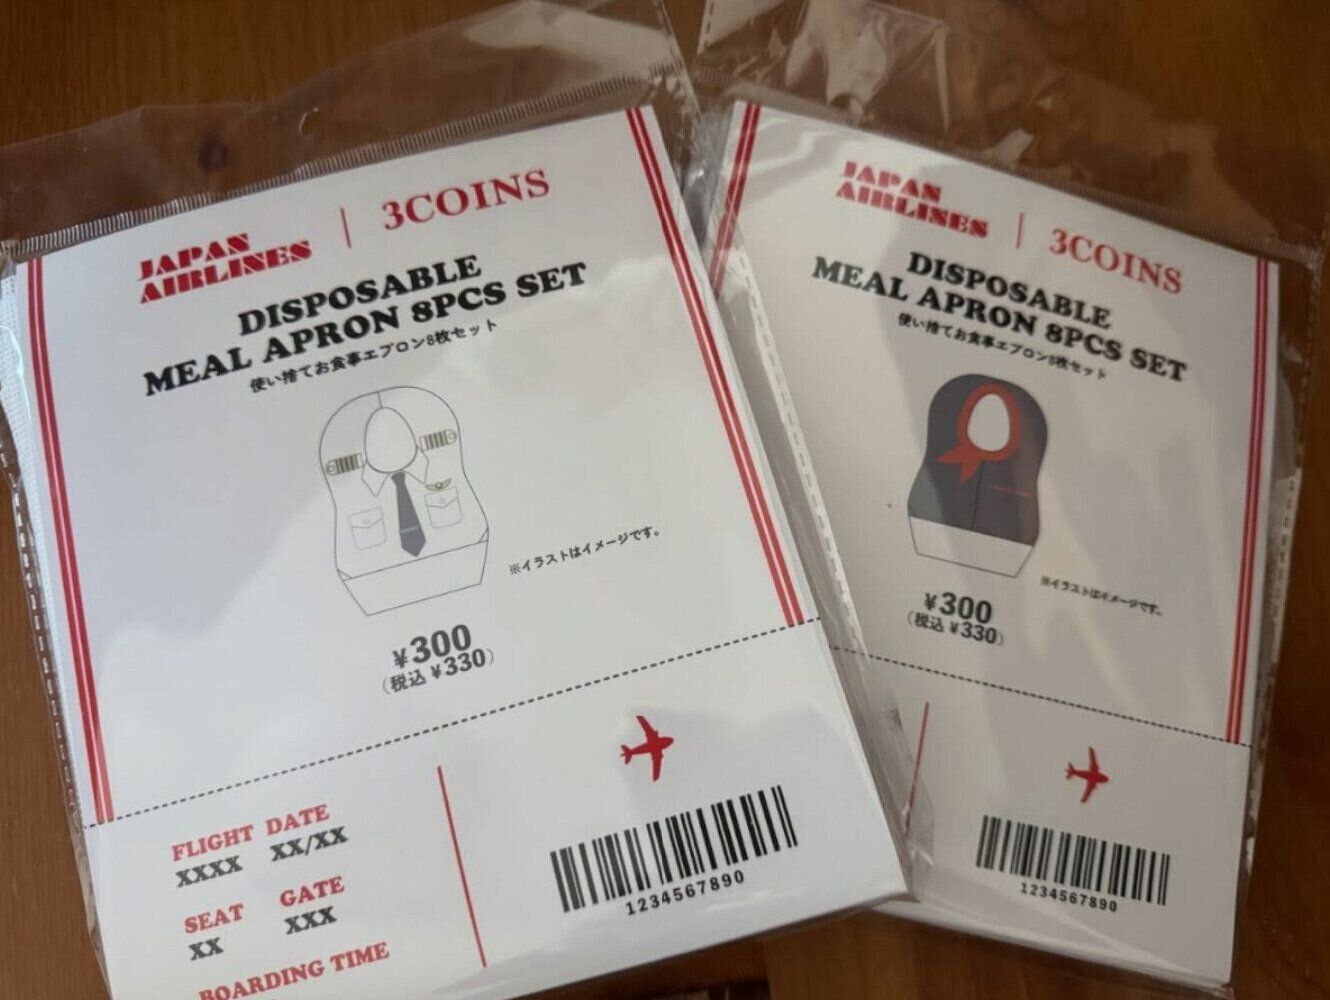 JAPAN
AIRLINES
3COINS
DISPOSABLE
MEAL APRON 8PCS SET
使い捨てお食事エプロン8枚セット
※イラストはイメージです。
¥300
(税込 ¥330)
FLIGHT DATE
XXXX XX/XX
SEAT GATE
XX XXX
BOARDING TIME
1234567890
JAPAN
AIRLINES
3COINS
DISPOSABLE
MEAL APRON 8PCS SET
使い捨てお食事エプロン8枚セット
※イラストはイメージです。
¥300
(税込 ¥330)
1234567890